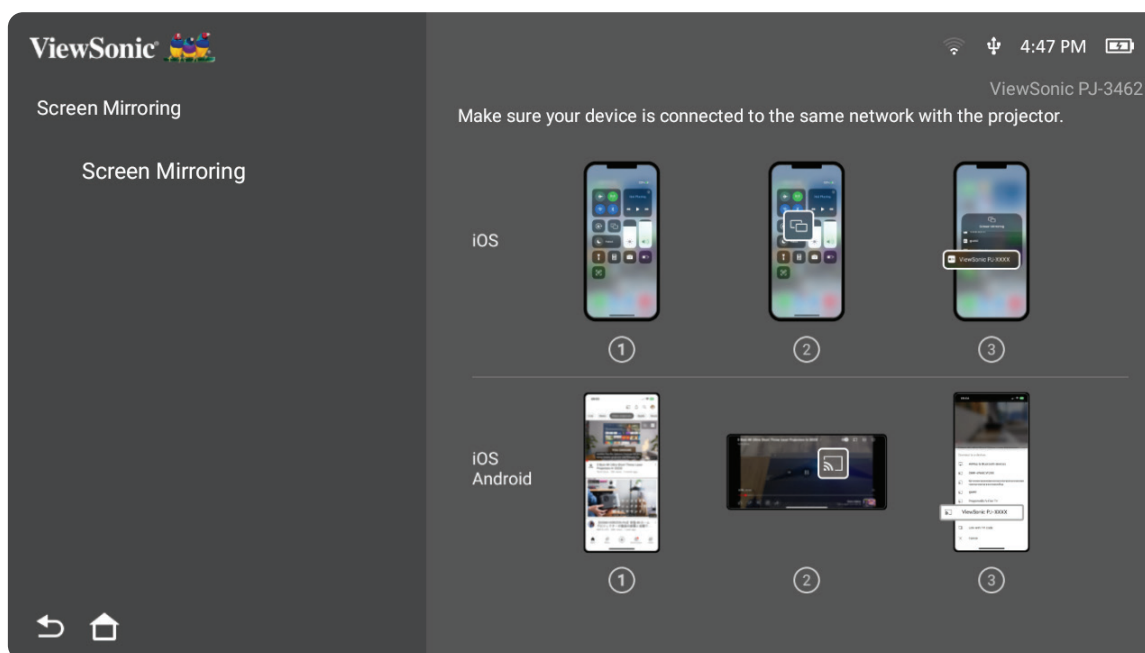 ViewSonic
4:47 PM
ViewSonic PJ-3462
Screen Mirroring
Make sure your device is connected to the same network with the projector.
Screen Mirroring
iOS
ViewSonic PJ-XXXX
1
2
3
iOS
Android
ViewSonic PJ-XXXX
1
2
3